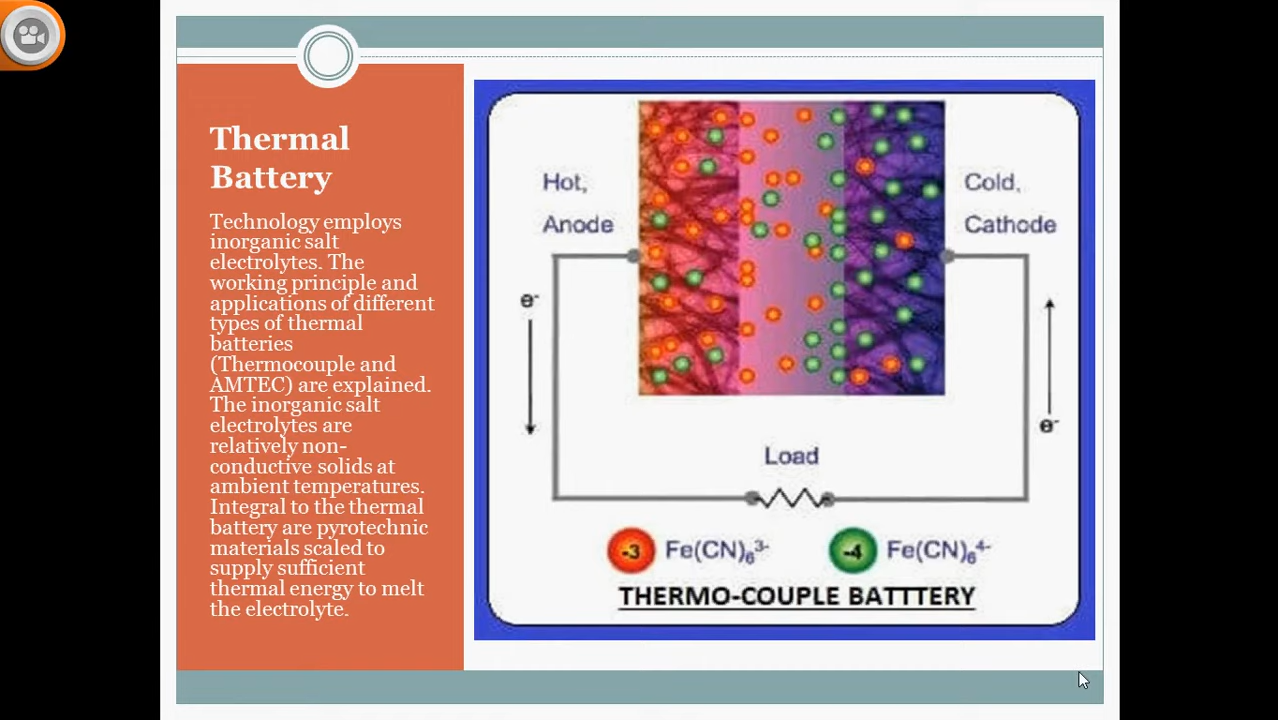 Thermal
Battery
Technology employs
inorganic salt
electrolytes. The
working principle and
applications of different
types of thermal
batteries
(Thermocouple and
AMTEC) are explained.
The inorganic salt
electrolytes are
relatively non-
conductive solids at
ambient temperatures.
Integral to the thermal
battery are pyrotechnic
materials scaled to
supply sufficient
thermal energy to melt
the electrolyte.
Hot,
Anode
Cold,
Cathode
e-
e-
Load
-3 Fe(CN)₆³⁻
-4 Fe(CN)₆⁴⁻
THERMO-COUPLE BATTTERY